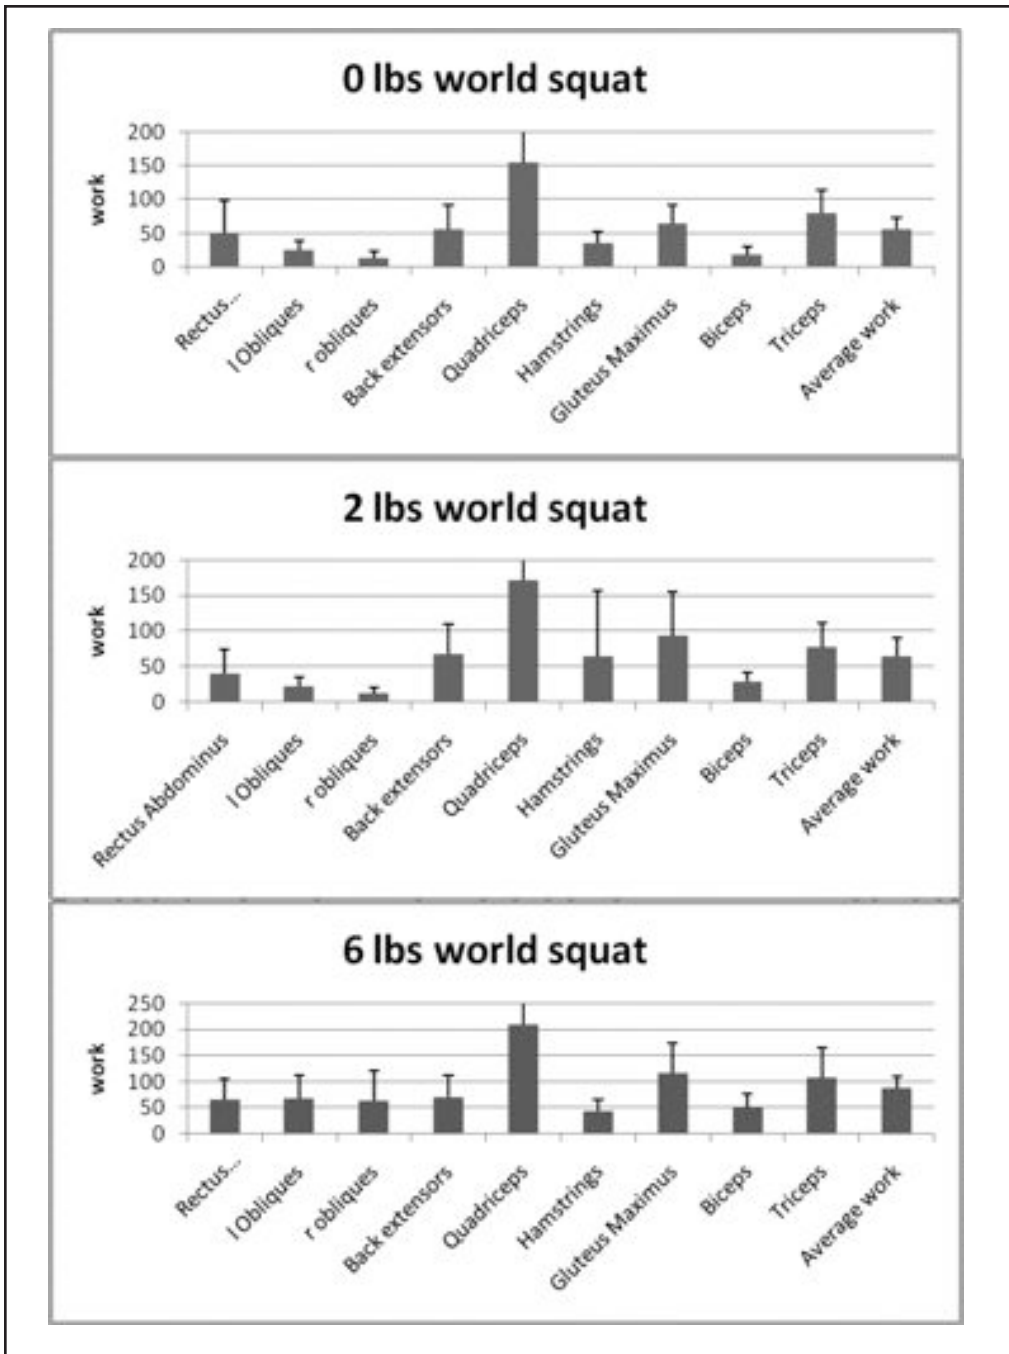 0 lbs world squat
200
150
100
50
0
work
Rectus...
l Obliques
r obliques
Back extensors
Quadriceps
Hamstrings
Gluteus Maximus
Biceps
Triceps
Average work
2 lbs world squat
200
150
100
50
0
work
Rectus Abdominus
l Obliques
r obliques
Back extensors
Quadriceps
Hamstrings
Gluteus Maximus
Biceps
Triceps
Average work
6 lbs world squat
250
200
150
100
50
0
work
Rectus...
l Obliques
r obliques
Back extensors
Quadriceps
Hamstrings
Gluteus Maximus
Biceps
Triceps
Average work